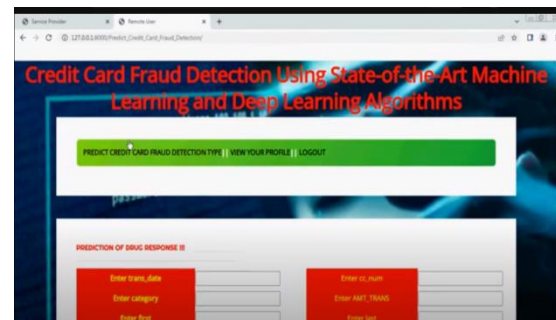 Service Provider
Remote User
127.0.0.1:8000/Predict_Credit_Card_Fraud_Detection/
Credit Card Fraud Detection Using State-of-the-Art Machine
Learning and Deep Learning Algorithms
PREDICT CREDIT CARD FRAUD DETECTION TYPE || VIEW YOUR PROFILE || LOGOUT
PREDICTION OF DRUG RESPONSE !!!
Enter trans_date
Enter cc_num
Enter category
Enter AMT_TRANS
Enter first
Enter last